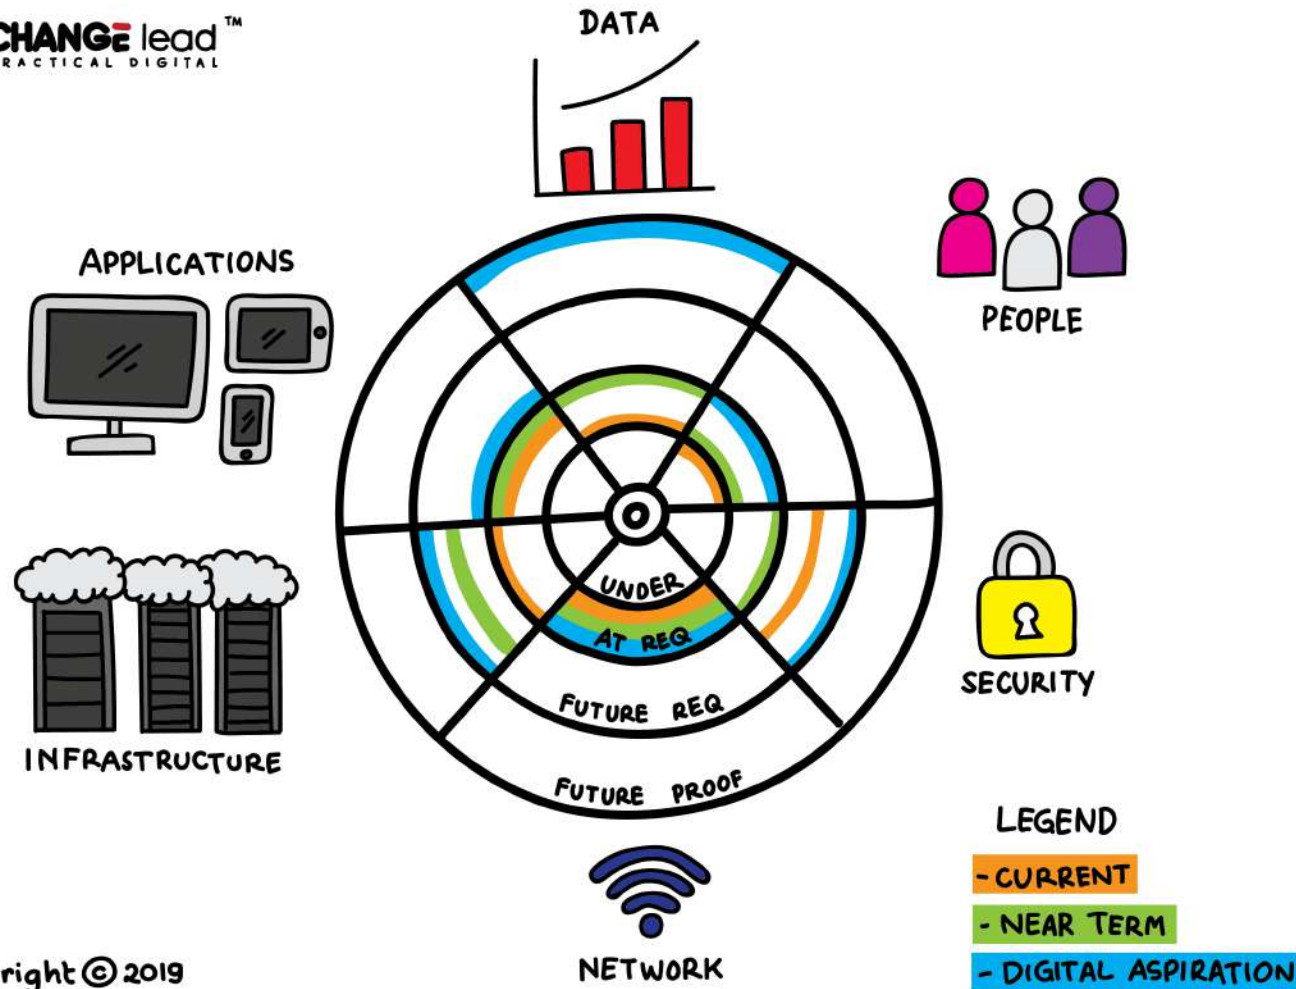 CHANGE lead™
PRACTICAL DIGITAL
DATA
PEOPLE
APPLICATIONS
SECURITY
INFRASTRUCTURE
UNDER
AT REQ
FUTURE REQ
FUTURE PROOF
NETWORK
LEGEND
- CURRENT
- NEAR TERM
- DIGITAL ASPIRATION
right © 2019